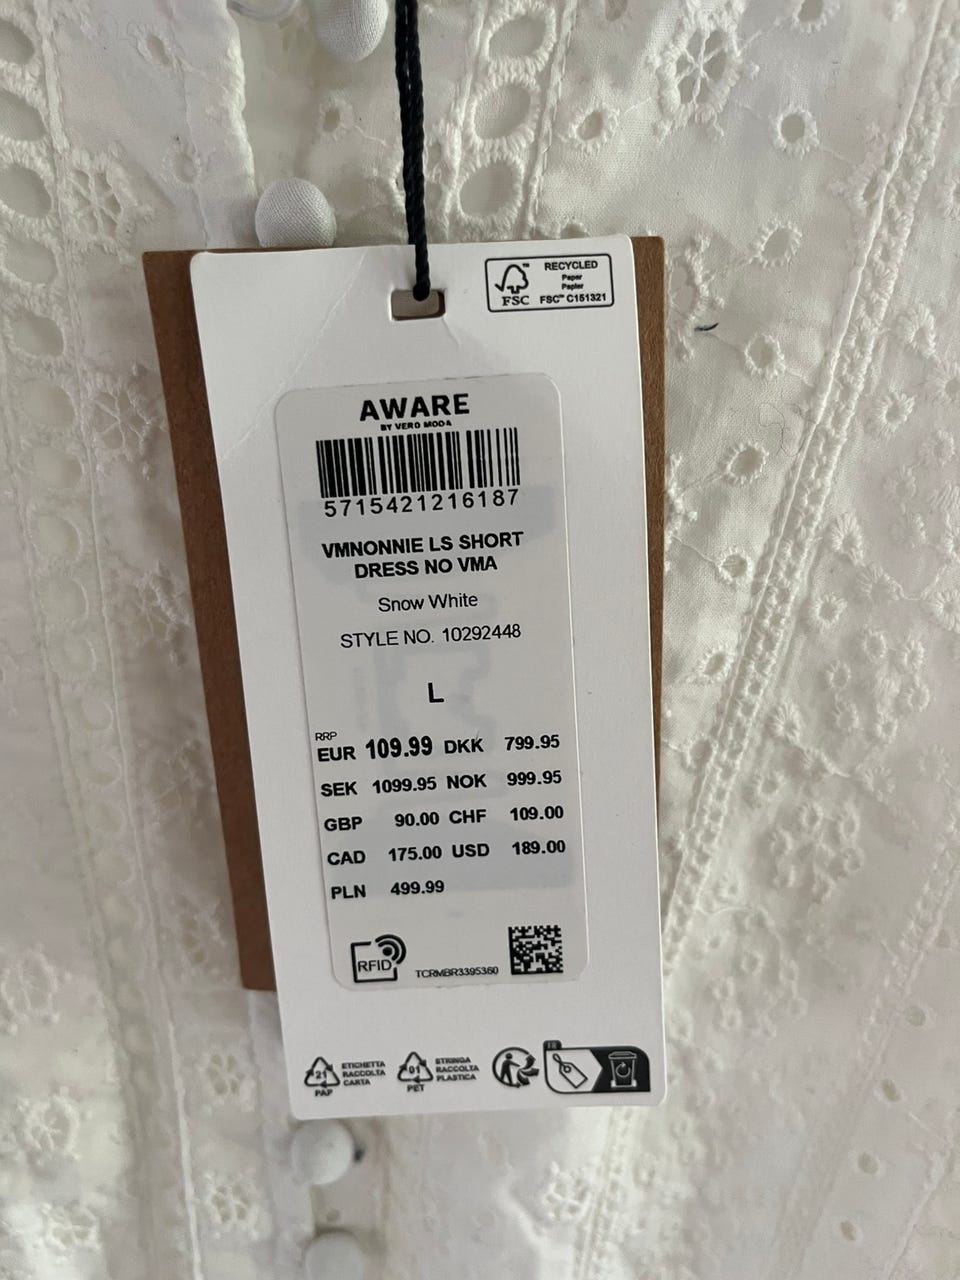 RECYCLED
Paper
Papier
FSC™ C151321
FSC
AWARE
BY VERO MODA
5715421216187
VMNONNIE LS SHORT
DRESS NO VMA
Snow White
STYLE NO. 10292448
L
RRP
EUR 109.99 DKK 799.95
SEK 1099.95 NOK 999.95
GBP 90.00 CHF 109.00
CAD 175.00 USD 189.00
PLN 499.99
RFID
TCRMBR3395360
21
PAP
ETICHETTA
RACCOLTA
CARTA
01
PET
STRINGA
RACCOLTA
PLASTICA
FR